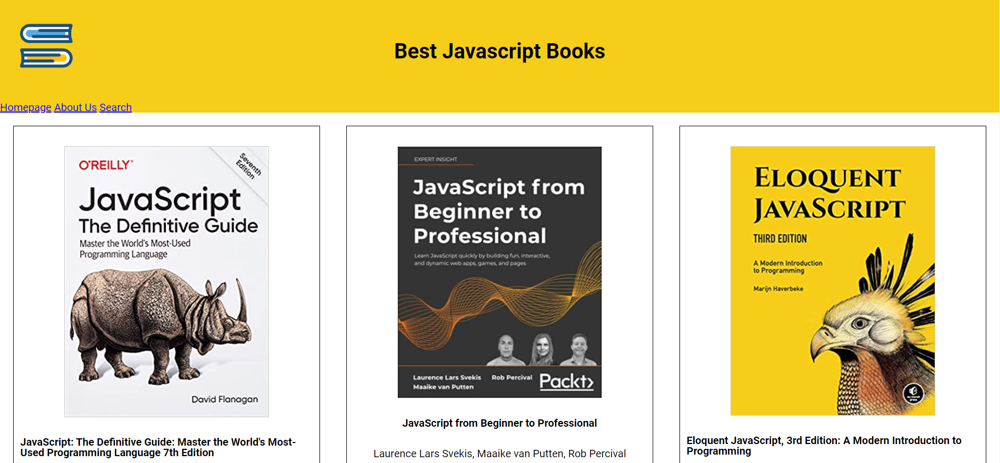 Best Javascript Books
Homepage About Us Search
O'REILLY
Seventh
Edition
JavaScript
The Definitive Guide
Master the World's Most-Used
Programming Language
David Flanagan
JavaScript: The Definitive Guide: Master the World's Most-
Used Programming Language 7th Edition
EXPERT INSIGHT
JavaScript from
Beginner to
Professional
Learn JavaScript quickly by building fun, interactive,
and dynamic web apps, games, and pages
Laurence Lars Svekis Rob Percival
Maaike van Putten
Packt>
JavaScript from Beginner to Professional
Laurence Lars Svekis, Maaike van Putten, Rob Percival
ELOQUENT
JAVASCRIPT
THIRD EDITION
A Modern Introduction
to Programming
Marijn Haverbeke
no starch
press
Eloquent JavaScript, 3rd Edition: A Modern Introduction to
Programming